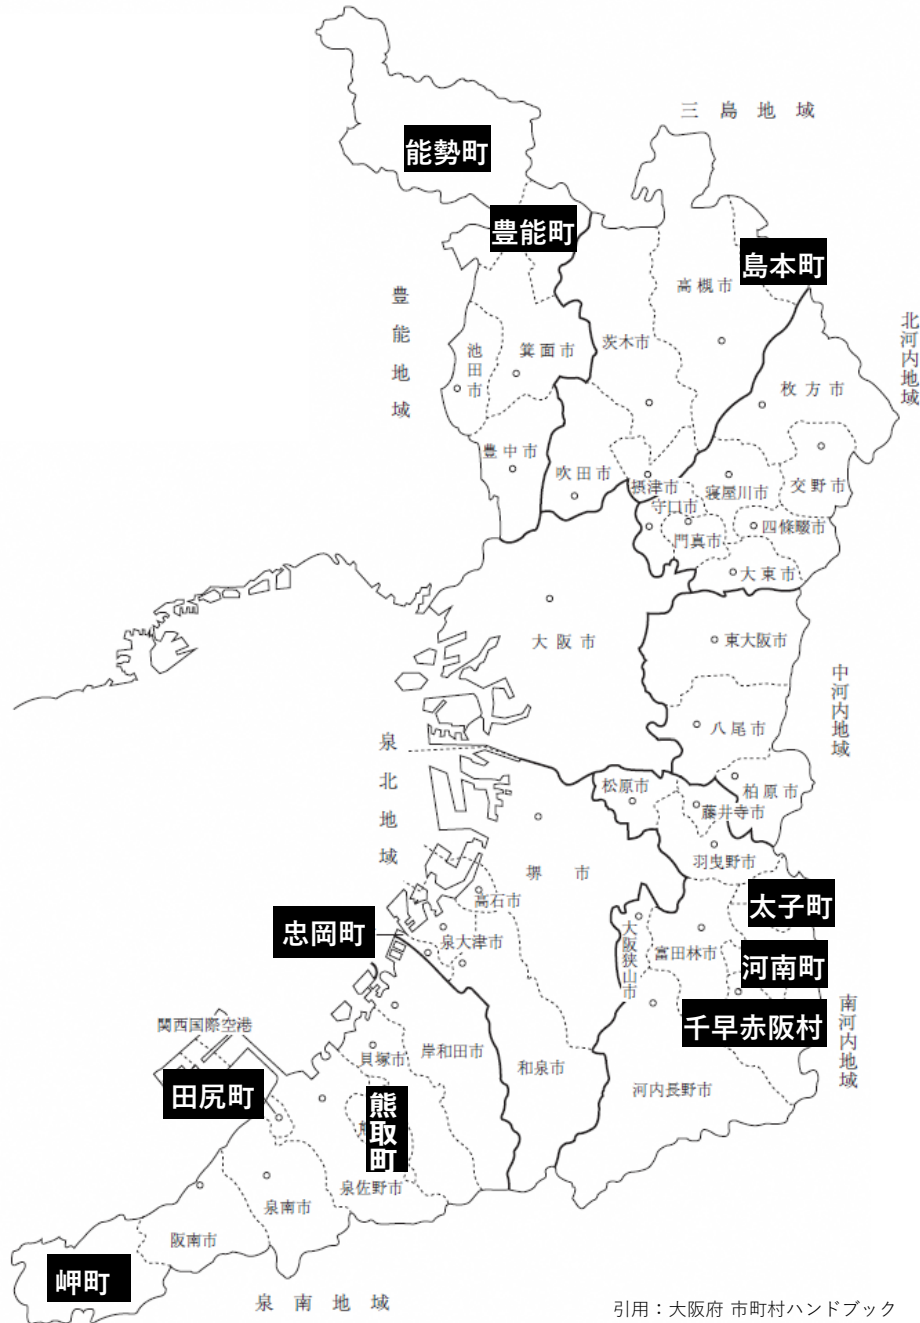 三島地域
能勢町
豊能町
島本町
高槻市
豊能地域
北河内地域
茨木市
箕面市
池田市
枚方市
豊中市
吹田市
摂津市
寝屋川市
交野市
守口市
門真市
四條畷市
大東市
大阪市
東大阪市
中河内地域
八尾市
泉北地域
松原市
柏原市
藤井寺市
羽曳野市
堺市
高石市
太子町
忠岡町
泉大津市
大阪狭山市
富田林市
河南町
千早赤阪村
南河内地域
関西国際空港
岸和田市
貝塚市
和泉市
河内長野市
田尻町
熊取町
泉佐野市
泉南市
阪南市
岬町
泉南地域
引用：大阪府 市町村ハンドブック